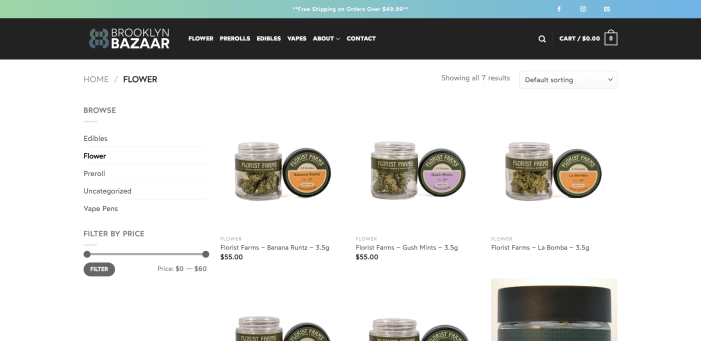 **Free Shipping on Orders Over $49.99**
BROOKLYN
BAZAAR
FLOWER PREROLLS EDIBLES VAPES ABOUT CONTACT
CART / $0.00 0
HOME / FLOWER
Showing all 7 results
Default sorting
BROWSE
Edibles
Flower
Preroll
Uncategorized
Vape Pens
FILTER BY PRICE
FILTER
Price: $0 — $60
FLORIST FARMS
Banana Runtz
FLORIST FARMS
Gush Mints
FLORIST FARMS
La Bomba
FLOWER
Florist Farms – Banana Runtz – 3.5g
$55.00
FLOWER
Florist Farms – Gush Mints – 3.5g
$55.00
FLOWER
Florist Farms – La Bomba – 3.5g
FLORIST FARMS
FLORIST FARMS